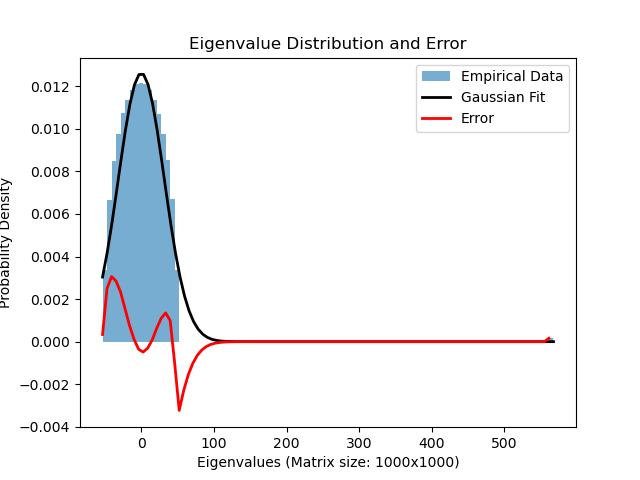 Eigenvalue Distribution and Error
Empirical Data
Gaussian Fit
Error
Probability Density
0.012
0.010
0.008
0.006
0.004
0.002
0.000
−0.002
−0.004
0 100 200 300 400 500
Eigenvalues (Matrix size: 1000x1000)